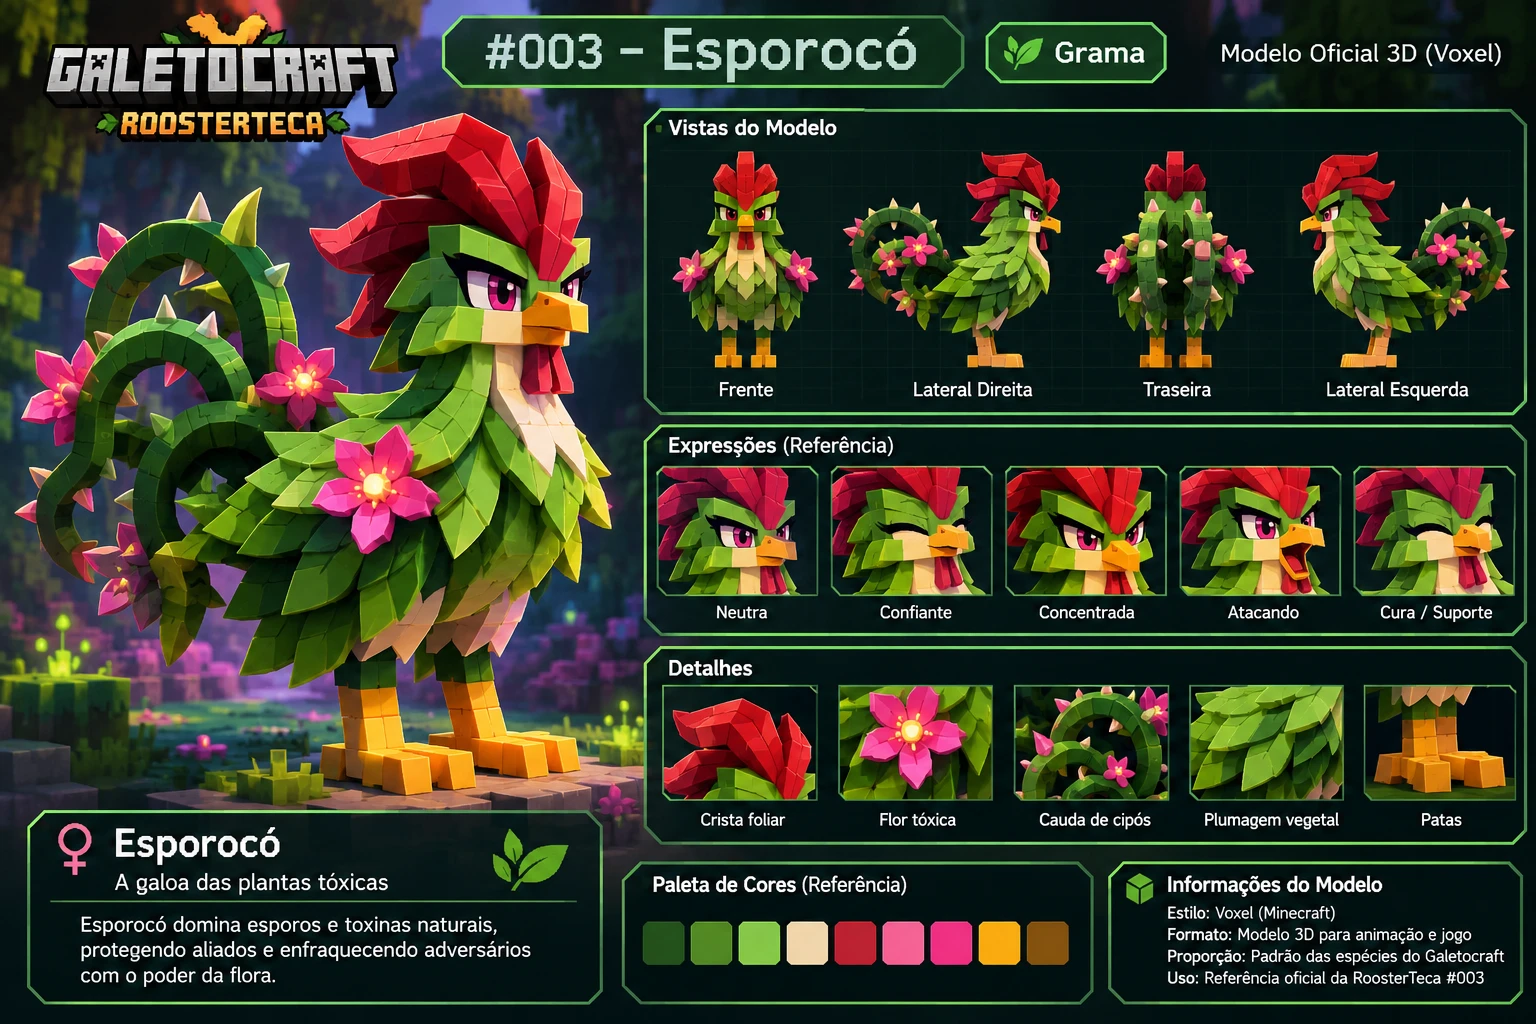 GALETOCRAFT
ROOSTERTECA
#003 – Esporocó
Grama
Modelo Oficial 3D (Voxel)
Vistas do Modelo
Frente
Lateral Direita
Traseira
Lateral Esquerda
Expressões (Referência)
Neutra
Confiante
Concentrada
Atacando
Cura / Suporte
Detalhes
Crista foliar
Flor tóxica
Cauda de cipós
Plumagem vegetal
Patas
♀ Esporocó
A galoa das plantas tóxicas
Esporocó domina esporos e toxinas naturais,
protegendo aliados e enfraquecendo adversários
com o poder da flora.
Paleta de Cores (Referência)
Informações do Modelo
Estilo: Voxel (Minecraft)
Formato: Modelo 3D para animação e jogo
Proporção: Padrão das espécies do Galetocraft
Uso: Referência oficial da RoosterTeca #003